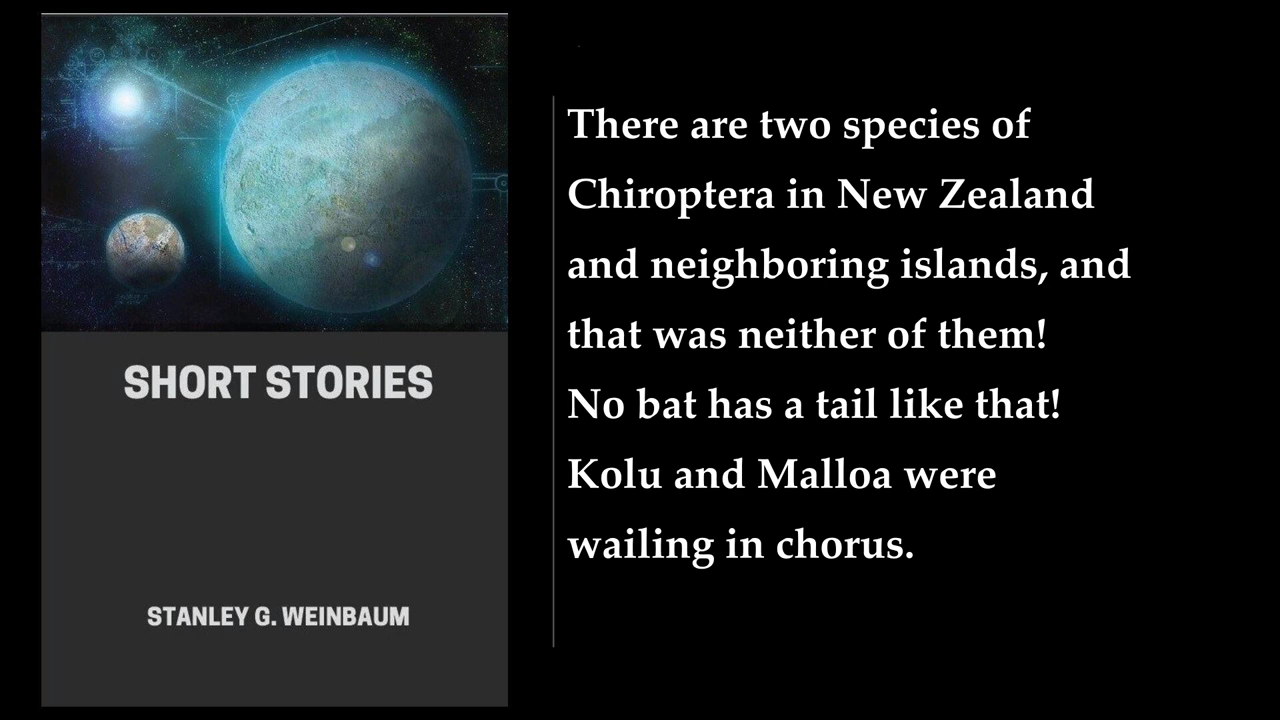 SHORT STORIES
STANLEY G. WEINBAUM
There are two species of
Chiroptera in New Zealand
and neighboring islands, and
that was neither of them!
No bat has a tail like that!
Kolu and Malloa were
wailing in chorus.